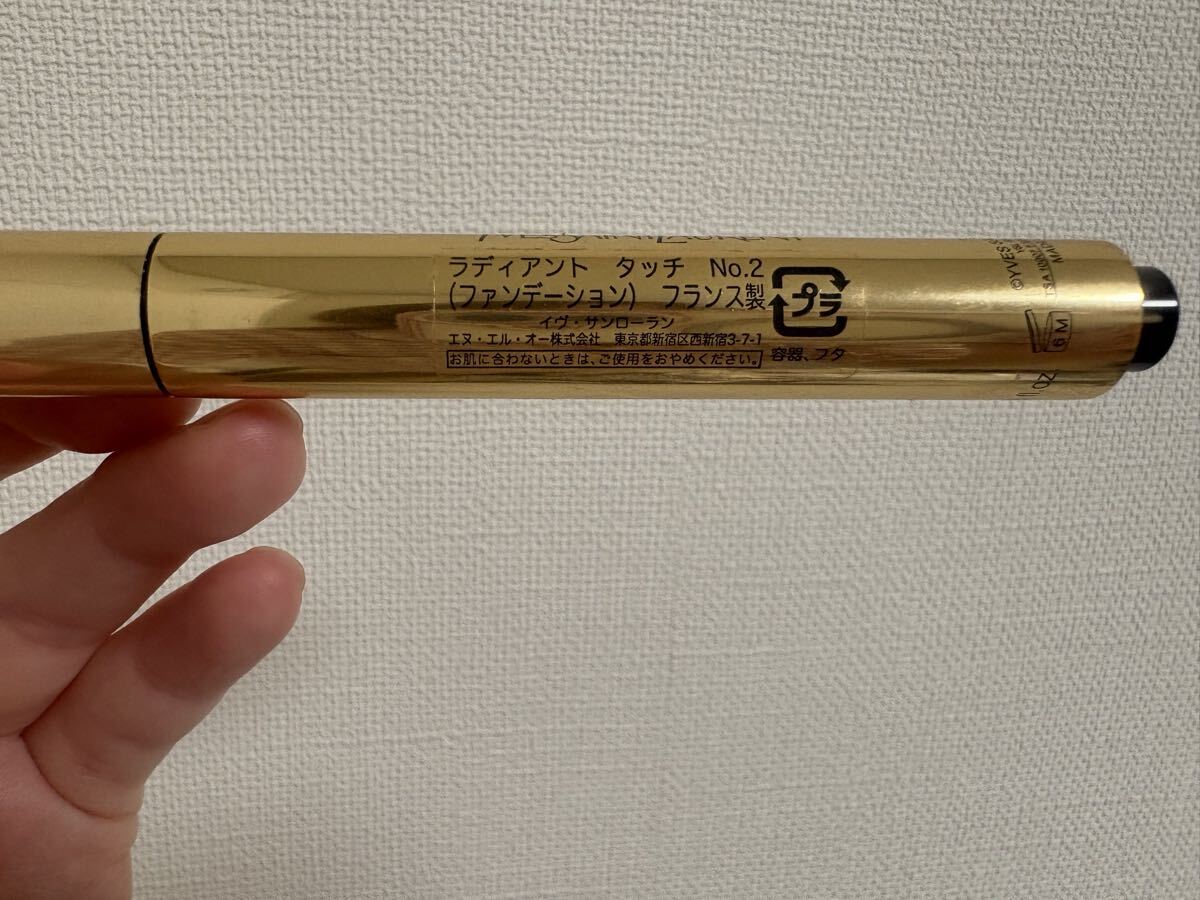 ラディアント タッチ No.2
(ファンデーション) フランス製
イヴ・サンローラン
エヌ・エル・オー株式会社 東京都新宿区西新宿3-7-1
お肌に合わないときは、ご使用をおやめください。
プラ
容器、フタ
©YVES
6M
fl.oz